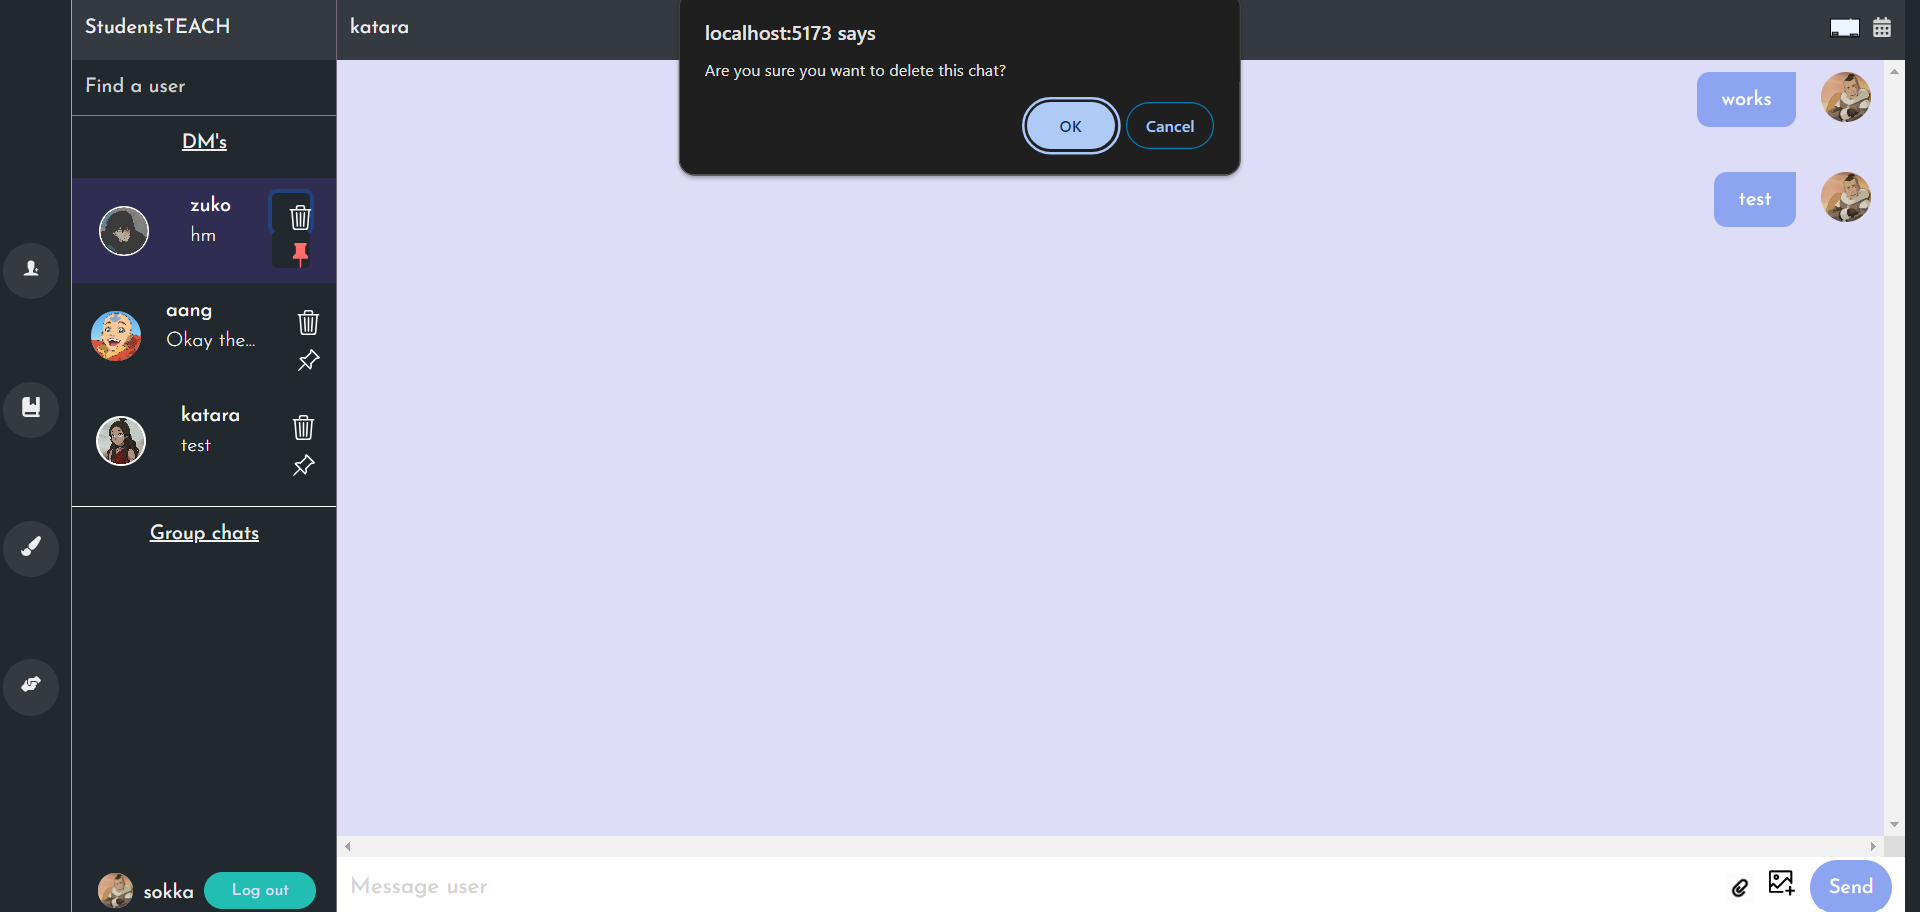 StudentsTEACH
katara
localhost:5173 says
Are you sure you want to delete this chat?
OK
Cancel
Find a user
DM's
zuko
hm
aang
Okay the...
katara
test
Group chats
works
test
sokka
Log out
Message user
Send